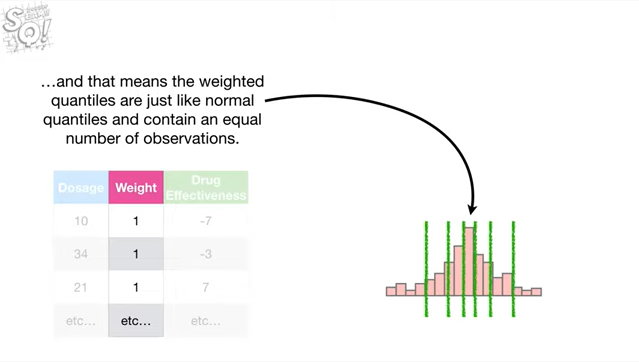 SQ!
…and that means the weighted
quantiles are just like normal
quantiles and contain an equal
number of observations.
Dosage Weight Drug Effectiveness
10 1 -7
34 1 -3
21 1 7
etc… etc… etc…